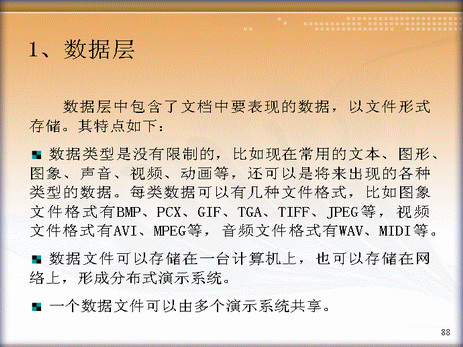 1、数据层
数据层中包含了文档中要表现的数据，以文件形式
存储。其特点如下：
数据类型是没有限制的，比如现在常用的文本、图形、
图象、声音、视频、动画等，还可以是将来出现的各种
类型的数据。每类数据可以有几种文件格式，比如图象
文件格式有BMP、PCX、GIF、TGA、TIFF、JPEG等，视频
文件格式有AVI、MPEG等，音频文件格式有WAV、MIDI等。
数据文件可以存储在一台计算机上，也可以存储在网
络上，形成分布式演示系统。
一个数据文件可以由多个演示系统共享。
88